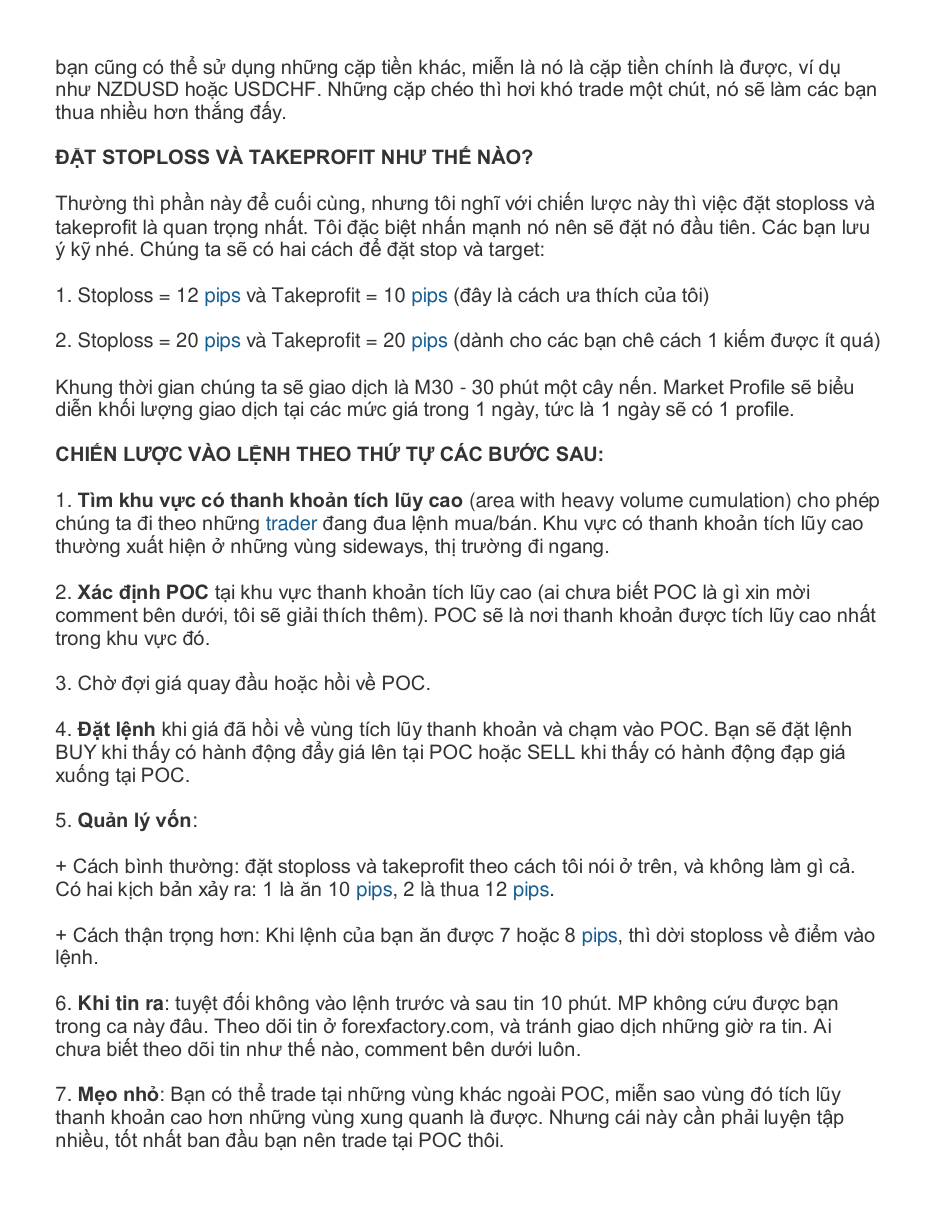 bạn cũng có thể sử dụng những cặp tiền khác, miễn là nó là cặp tiền chính là được, ví dụ
như NZDUSD hoặc USDCHF. Những cặp chéo thì hơi khó trade một chút, nó sẽ làm các bạn
thua nhiều hơn thắng đấy.
ĐẶT STOPLOSS VÀ TAKEPROFIT NHƯ THẾ NÀO?
Thường thì phần này để cuối cùng, nhưng tôi nghĩ với chiến lược này thì việc đặt stoploss và
takeprofit là quan trọng nhất. Tôi đặc biệt nhấn mạnh nó nên sẽ đặt nó đầu tiên. Các bạn lưu
ý kỹ nhé. Chúng ta sẽ có hai cách để đặt stop và target:
1. Stoploss = 12 pips và Takeprofit = 10 pips (đây là cách ưa thích của tôi)
2. Stoploss = 20 pips và Takeprofit = 20 pips (dành cho các bạn chê cách 1 kiếm được ít quá)
Khung thời gian chúng ta sẽ giao dịch là M30 - 30 phút một cây nến. Market Profile sẽ biểu
diễn khối lượng giao dịch tại các mức giá trong 1 ngày, tức là 1 ngày sẽ có 1 profile.
CHIẾN LƯỢC VÀO LỆNH THEO THỨ TỰ CÁC BƯỚC SAU:
1. Tìm khu vực có thanh khoản tích lũy cao (area with heavy volume cumulation) cho phép
chúng ta đi theo những trader đang đua lệnh mua/bán. Khu vực có thanh khoản tích lũy cao
thường xuất hiện ở những vùng sideways, thị trường đi ngang.
2. Xác định POC tại khu vực thanh khoản tích lũy cao (ai chưa biết POC là gì xin mời
comment bên dưới, tôi sẽ giải thích thêm). POC sẽ là nơi thanh khoản được tích lũy cao nhất
trong khu vực đó.
3. Chờ đợi giá quay đầu hoặc hồi về POC.
4. Đặt lệnh khi giá đã hồi về vùng tích lũy thanh khoản và chạm vào POC. Bạn sẽ đặt lệnh
BUY khi thấy có hành động đẩy giá lên tại POC hoặc SELL khi thấy có hành động đạp giá
xuống tại POC.
5. Quản lý vốn:
+ Cách bình thường: đặt stoploss và takeprofit theo cách tôi nói ở trên, và không làm gì cả.
Có hai kịch bản xảy ra: 1 là ăn 10 pips, 2 là thua 12 pips.
+ Cách thận trọng hơn: Khi lệnh của bạn ăn được 7 hoặc 8 pips, thì dời stoploss về điểm vào
lệnh.
6. Khi tin ra: tuyệt đối không vào lệnh trước và sau tin 10 phút. MP không cứu được bạn
trong ca này đâu. Theo dõi tin ở forexfactory.com, và tránh giao dịch những giờ ra tin. Ai
chưa biết theo dõi tin như thế nào, comment bên dưới luôn.
7. Mẹo nhỏ: Bạn có thể trade tại những vùng khác ngoài POC, miễn sao vùng đó tích lũy
thanh khoản cao hơn những vùng xung quanh là được. Nhưng cái này cần phải luyện tập
nhiều, tốt nhất ban đầu bạn nên trade tại POC thôi.